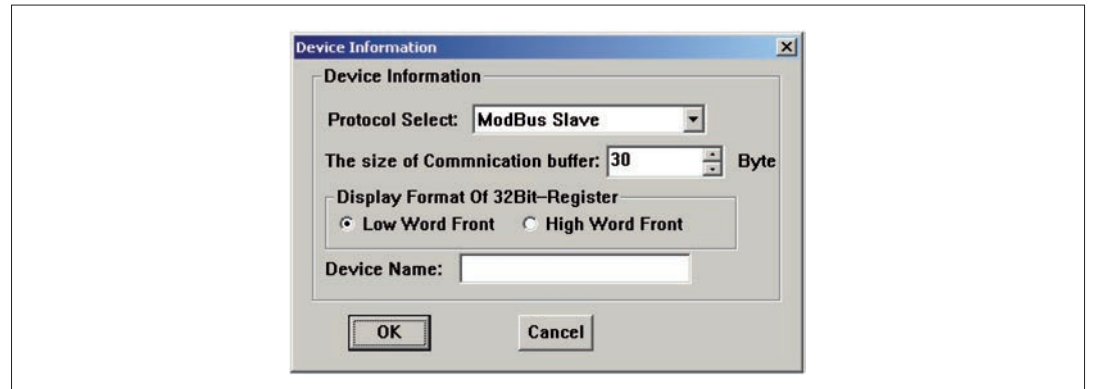 Device Information
Device Information
Protocol Select: ModBus Slave
The size of Commnication buffer: 30 Byte
Display Format Of 32Bit-Register
Low Word Front High Word Front
Device Name:
OK Cancel